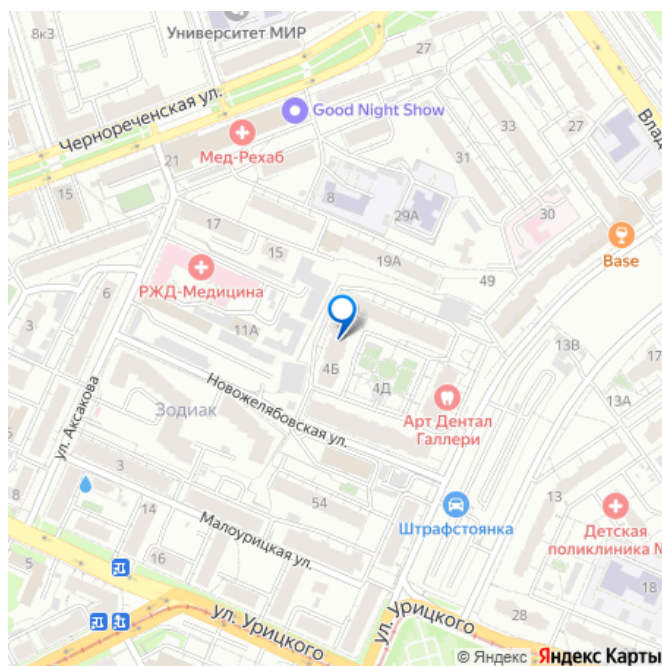 8к3
Университет МИР
27
Чернореченская ул.
Good Night Show
33
27
Влад
Мед-Рехаб
21
31
15
8
29А
30
17
Base
15
19А
49
РЖД-Медицина
6
3
11А
13В
4Б
4Д
Новожелябовская ул.
Арт Дентал
Галлери
13А
Зодиак
ул. Аксакова
3
13
8
14
54
Штрафстоянка
Детская
поликлиника №
Малоурицкая ул.
16
5
18
ул. Урицкого
ул. Урицкого
28
© Яндекс Яндекс Карты